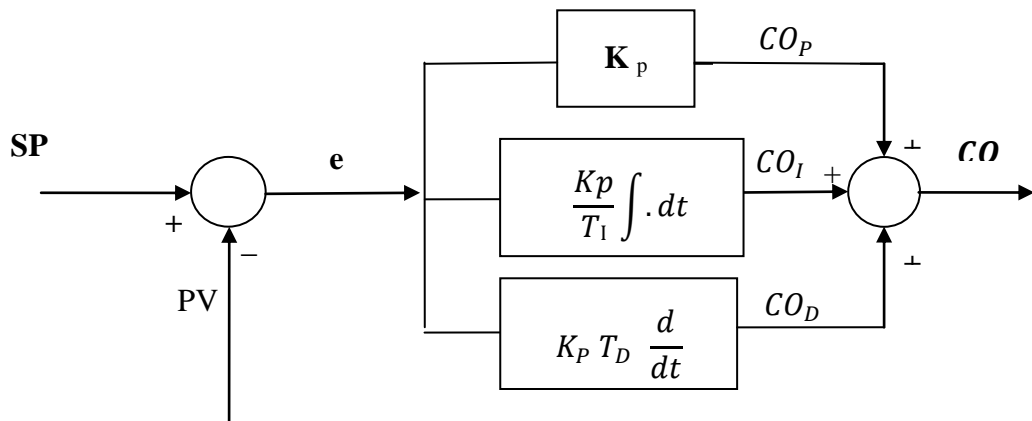 K p
CO_P
SP
e
+
−
PV
Kp/T_I ∫ . dt
CO_I
K_P T_D d/dt
CO_D
+
+
+
CO